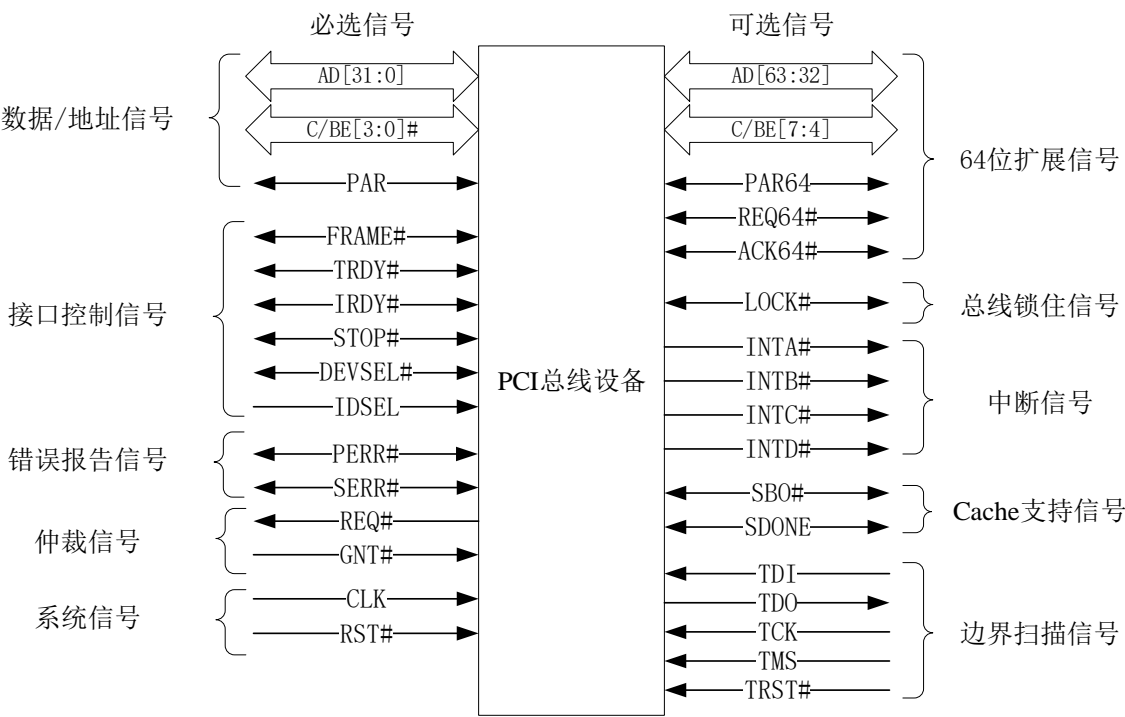 必选信号
可选信号
数据/地址信号
AD[31:0]
C/BE[3:0]#
PAR
接口控制信号
FRAME#
TRDY#
IRDY#
STOP#
DEVSEL#
IDSEL
错误报告信号
PERR#
SERR#
仲裁信号
REQ#
GNT#
系统信号
CLK
RST#
PCI总线设备
AD[63:32]
C/BE[7:4]
PAR64
REQ64#
ACK64#
64位扩展信号
LOCK#
总线锁住信号
INTA#
INTB#
INTC#
INTD#
中断信号
SBO#
SDONE
Cache支持信号
TDI
TDO
TCK
TMS
TRST#
边界扫描信号